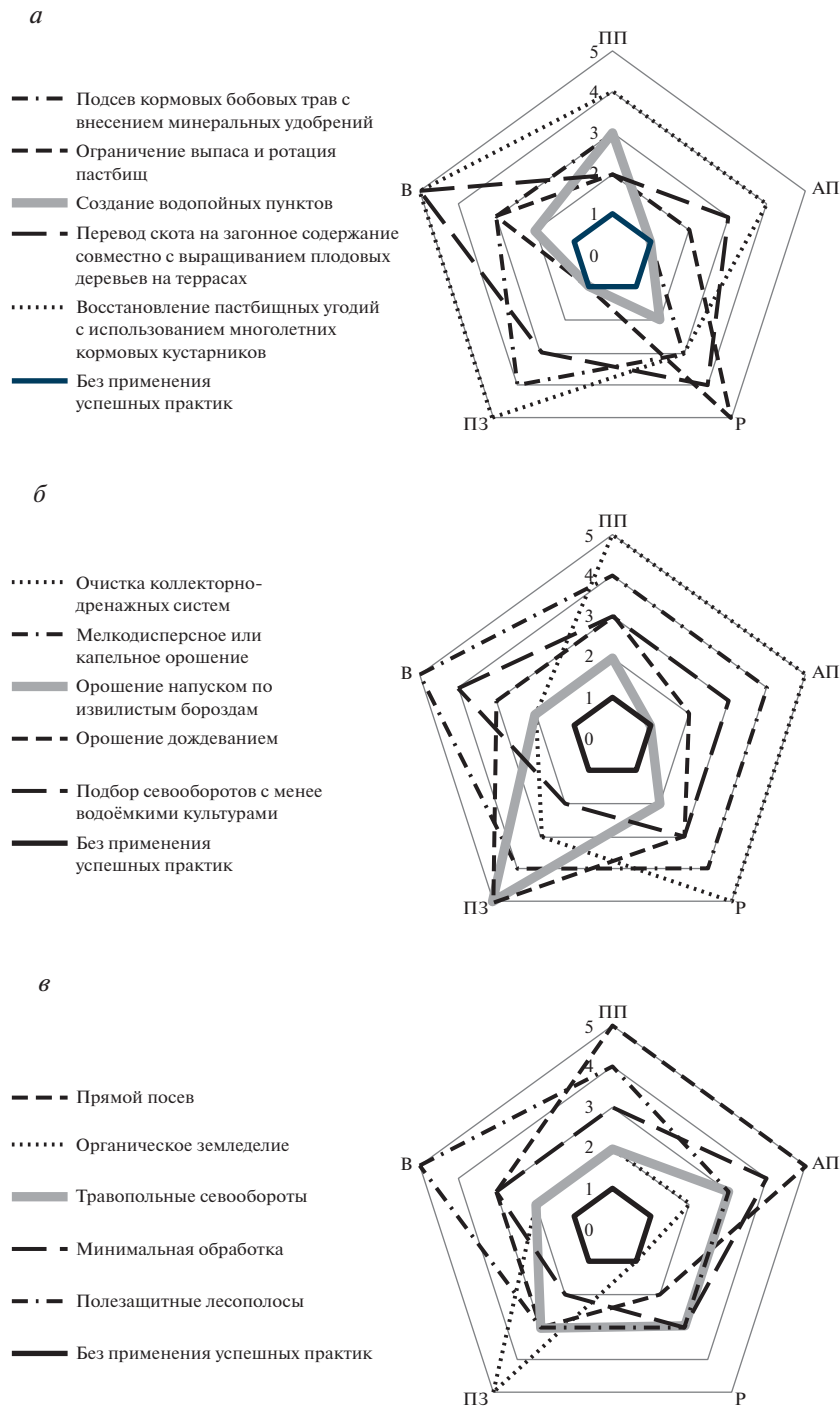 а
Подсев кормовых бобовых трав с
внесением минеральных удобрений
Ограничение выпаса и ротация
пастбищ
Создание водопойных пунктов
Перевод скота на загонное содержание
совместно с выращиванием плодовых
деревьев на террасах
Восстановление пастбищных угодий
с использованием многолетних
кормовых кустарников
Без применения
успешных практик
ПП
5
4
3
2
1
0
В
АП
ПЗ
Р
б
Очистка коллекторно-
дренажных систем
Мелкодисперсное или
капельное орошение
Орошение напуском по
извилистым бороздам
Орошение дождеванием
Подбор севооборотов с менее
водоёмкими культурами
Без применения
успешных практик
ПП
5
4
3
2
1
0
В
АП
ПЗ
Р
в
Прямой посев
Органическое земледелие
Травопольные севообороты
Минимальная обработка
Полезащитные лесополосы
Без применения успешных практик
ПП
5
4
3
2
1
0
В
АП
ПЗ
Р